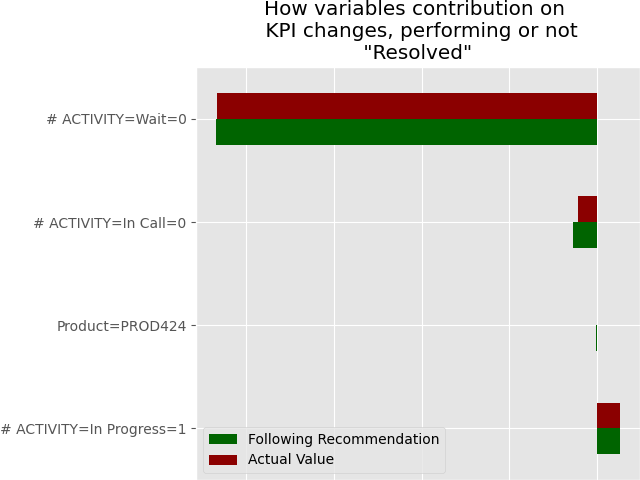 How variables contribution on
KPI changes, performing or not
"Resolved"
# ACTIVITY=Wait=0
# ACTIVITY=In Call=0
Product=PROD424
# ACTIVITY=In Progress=1
Following Recommendation
Actual Value